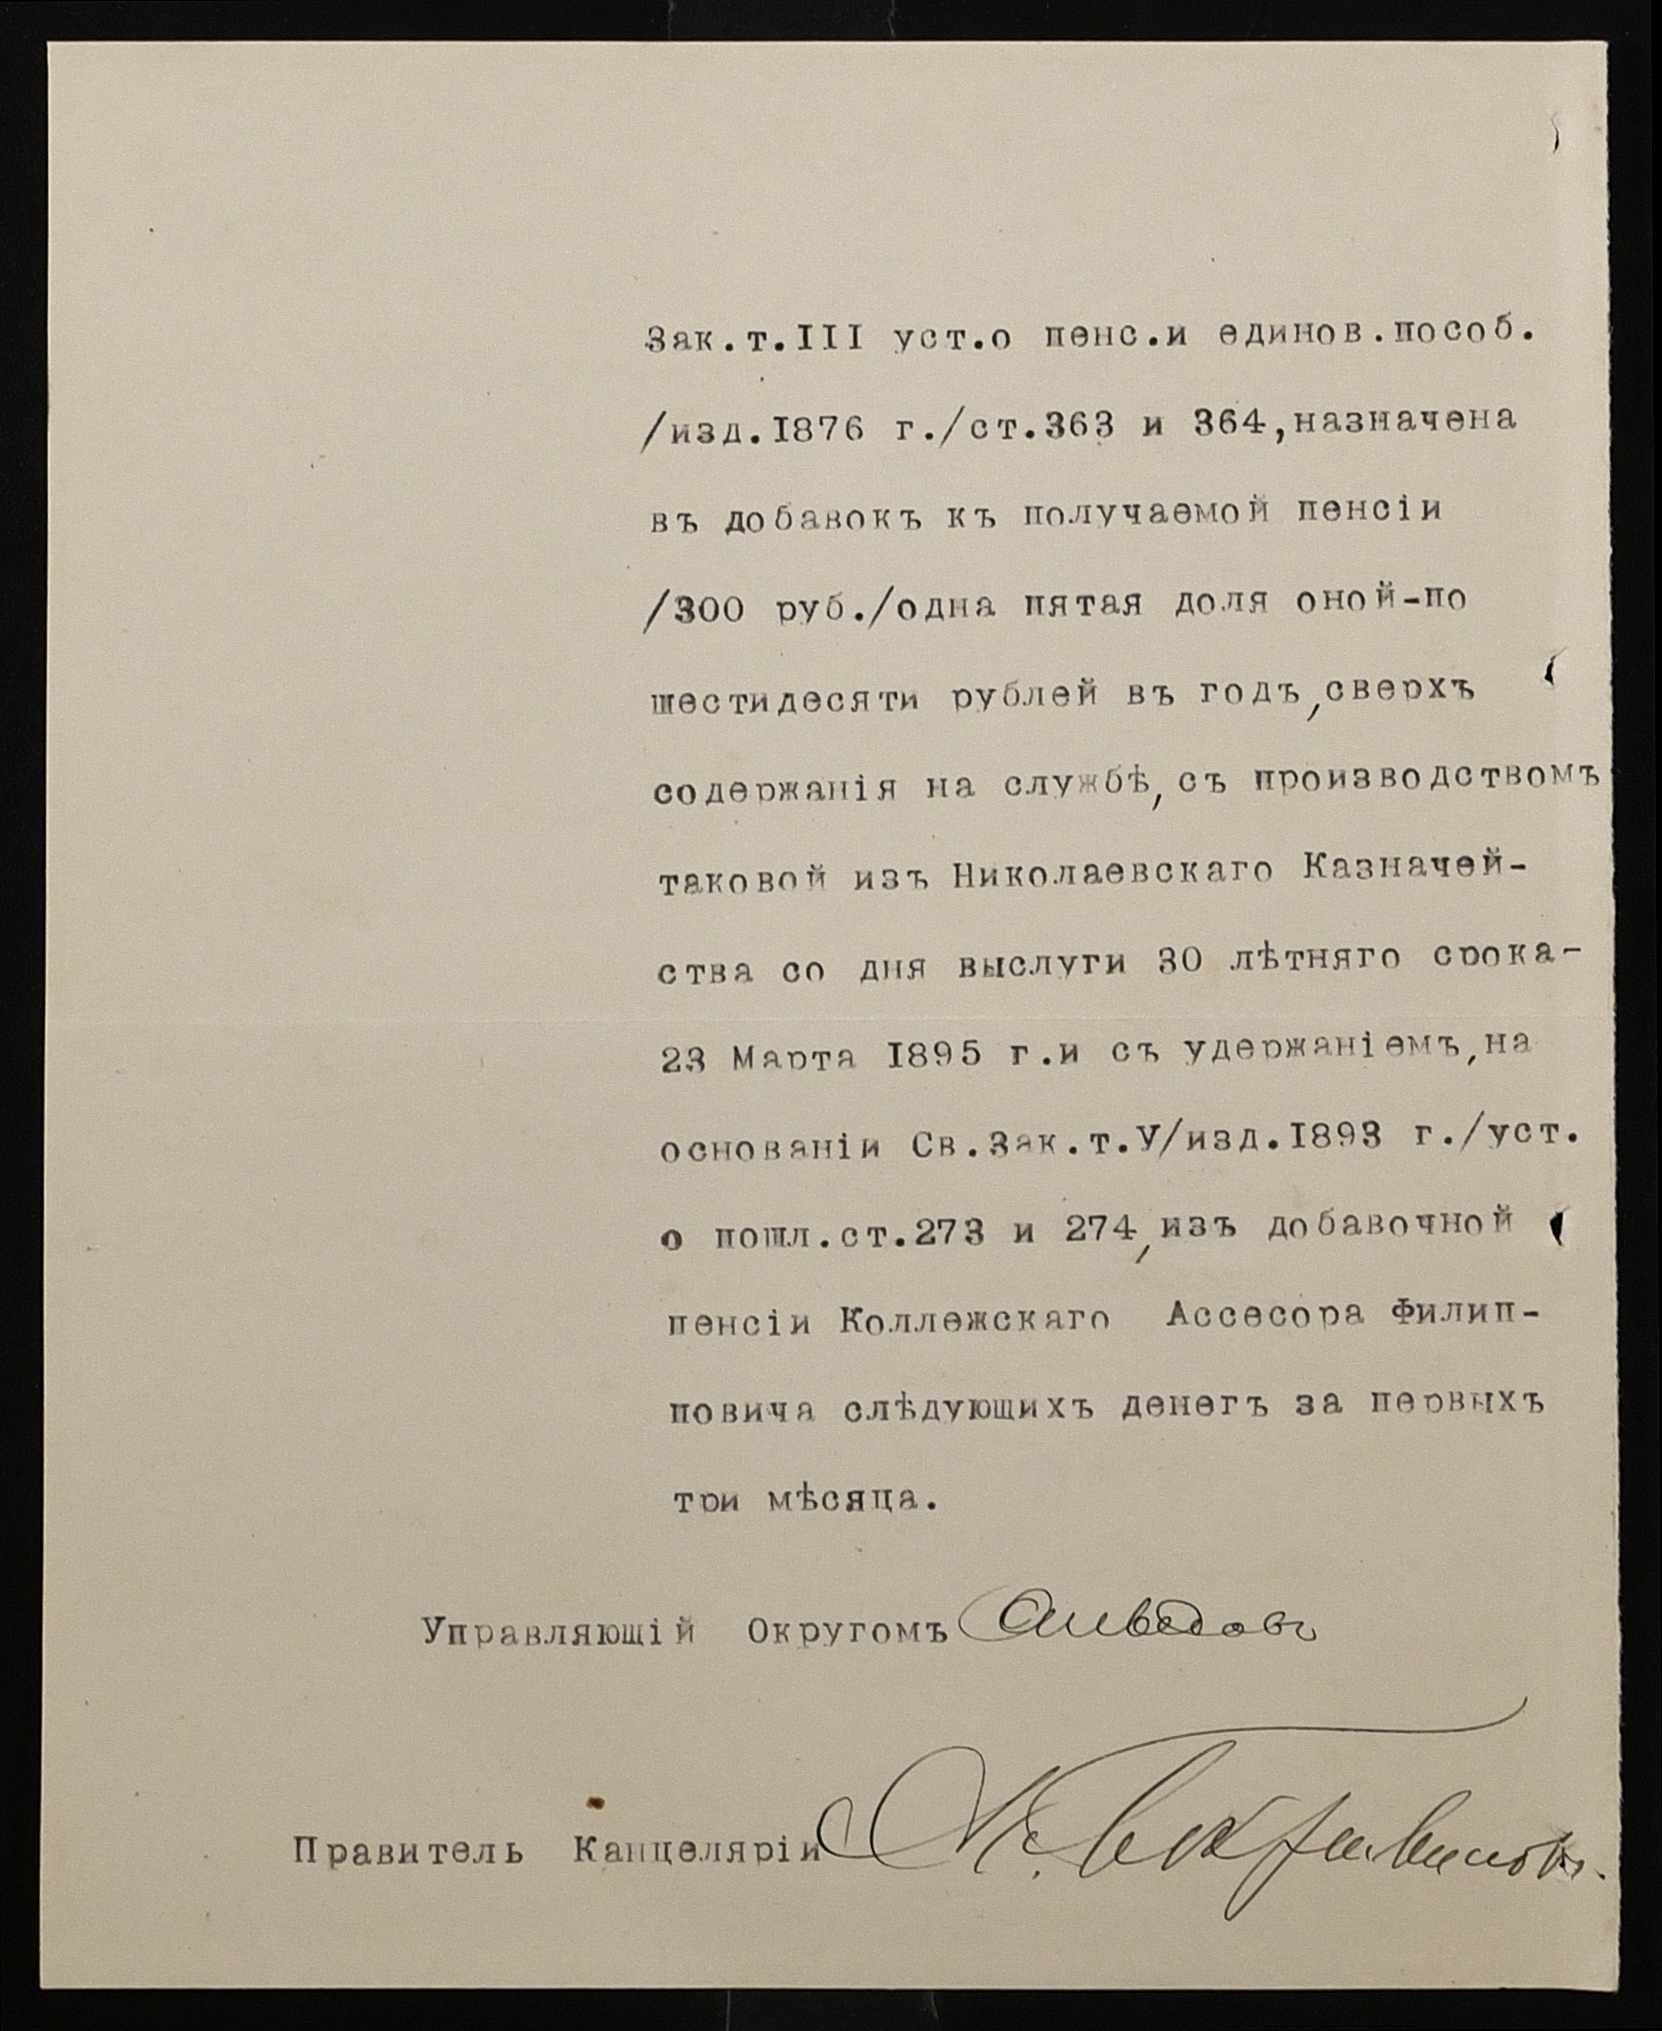 Зак.т.III уст.о пенс.и единов.пособ.
/изд.I876 г./ст.363 и 364,назначена
въ добавокъ къ получаемой пенсіи
/300 руб./одна пятая доля оной-по
шестидесяти рублей въ годъ,сверхъ
содержанія на службѣ,съ производствомъ
таковой изъ Николаевскаго Казначей-
ства со дня выслуги 30 лѣтняго срока-
23 Марта I895 г.и съ удержаніемъ,на
основаніи Св.Зак.т.У/изд.I893 г./уст.
о пошл.ст.273 и 274,изъ добавочной
пенсіи Коллежскаго Ассесора Филип-
повича слѣдующихъ денегъ за первыхъ
три мѣсяца.
Управляющій Округомъ
Правитель Канцеляріи